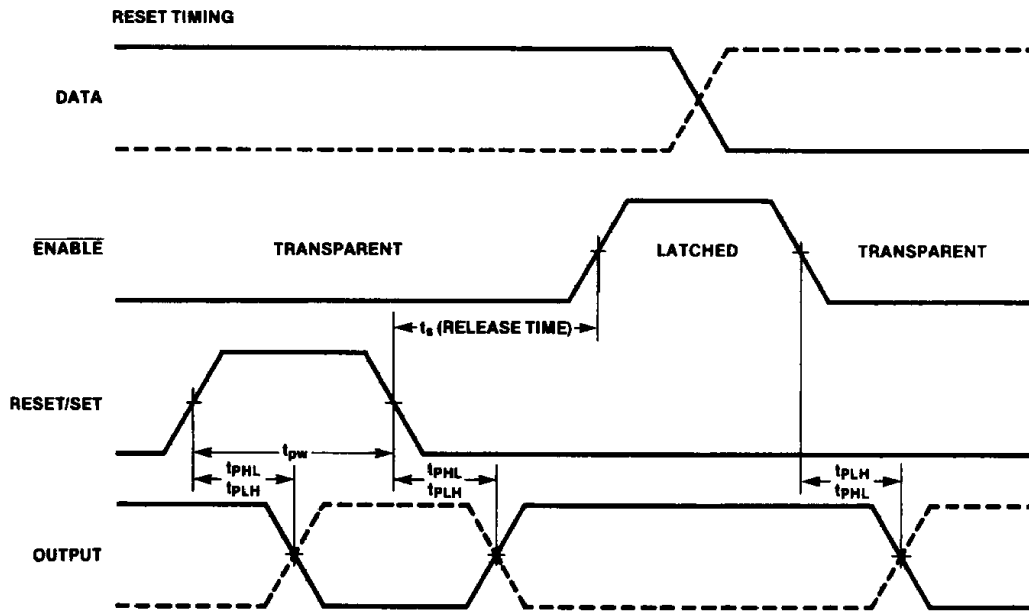 RESET TIMING
DATA
ENABLE
TRANSPARENT
LATCHED
TRANSPARENT
ts (RELEASE TIME)
RESET/SET
tpw
tPHL
tPLH
tPHL
tPLH
tPLH
tPHL
OUTPUT